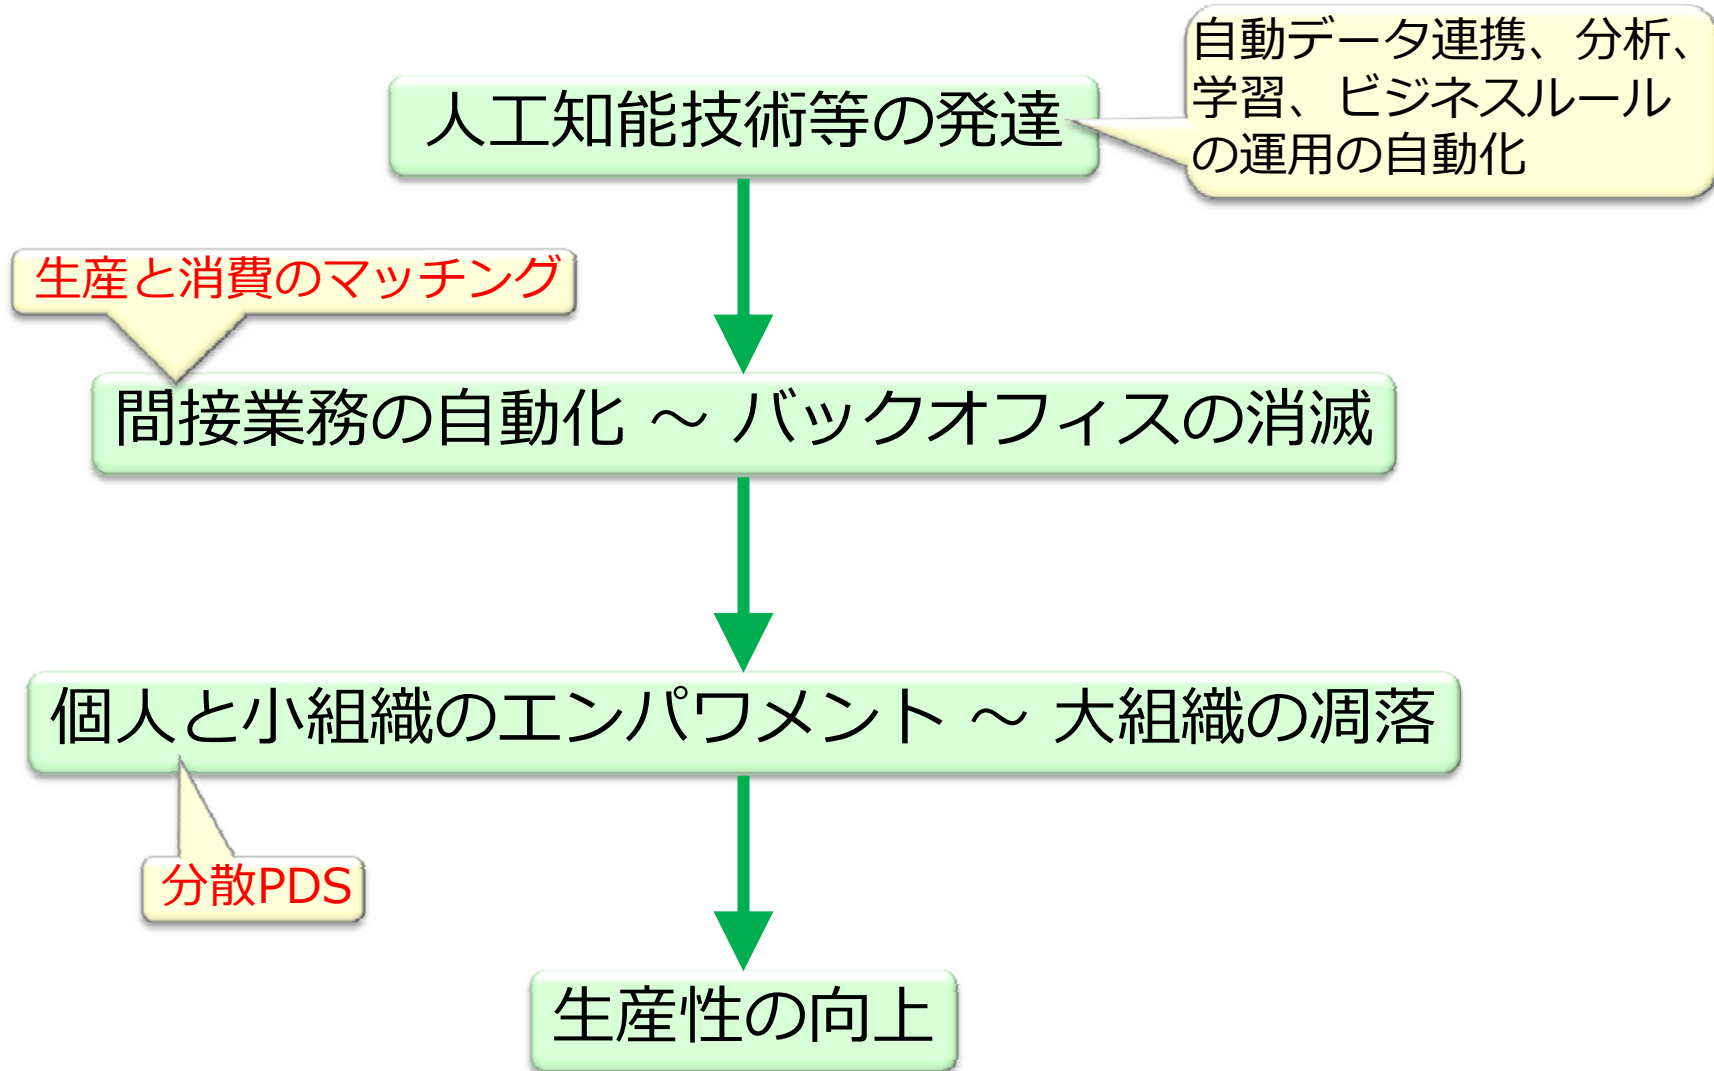 自動データ連携、分析、
学習、ビジネスルール
の運用の自動化
人工知能技術等の発達
生産と消費のマッチング
間接業務の自動化 ～ バックオフィスの消滅
個人と小組織のエンパワメント ～ 大組織の凋落
分散PDS
生産性の向上